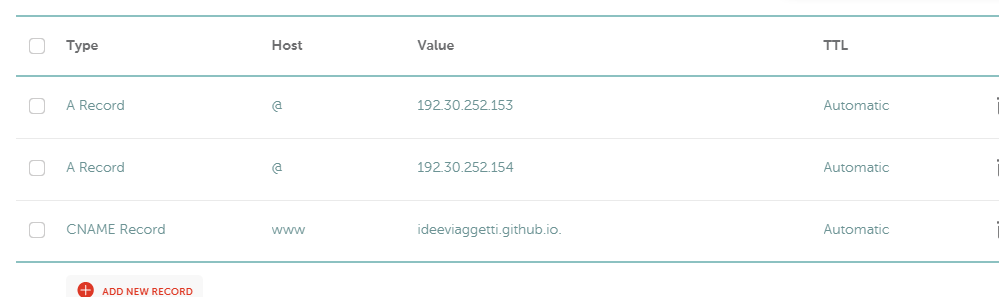 Type Host Value TTL
A Record @ 192.30.252.153 Automatic
A Record @ 192.30.252.154 Automatic
CNAME Record www ideeviaggetti.github.io. Automatic
ADD NEW RECORD